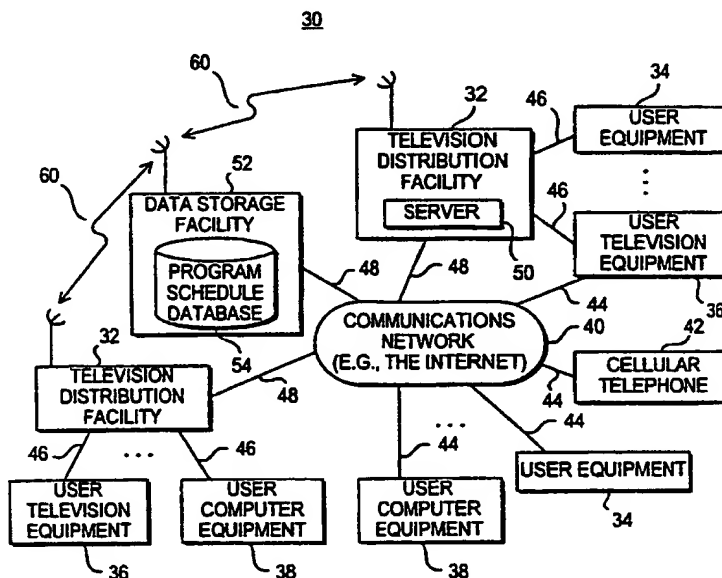 30
60
60
32
TELEVISION
DISTRIBUTION
FACILITY
SERVER
50
46
34
USER
EQUIPMENT
46
USER
TELEVISION
EQUIPMENT
36
52
DATA STORAGE
FACILITY
PROGRAM
SCHEDULE
DATABASE
54
48
48
44
COMMUNICATIONS
NETWORK
(E.G., THE INTERNET)
40
42
CELLULAR
TELEPHONE
44
32
TELEVISION
DISTRIBUTION
FACILITY
48
46
...
46
USER
TELEVISION
EQUIPMENT
36
USER
COMPUTER
EQUIPMENT
38
44
...
44
USER
COMPUTER
EQUIPMENT
38
USER EQUIPMENT
34